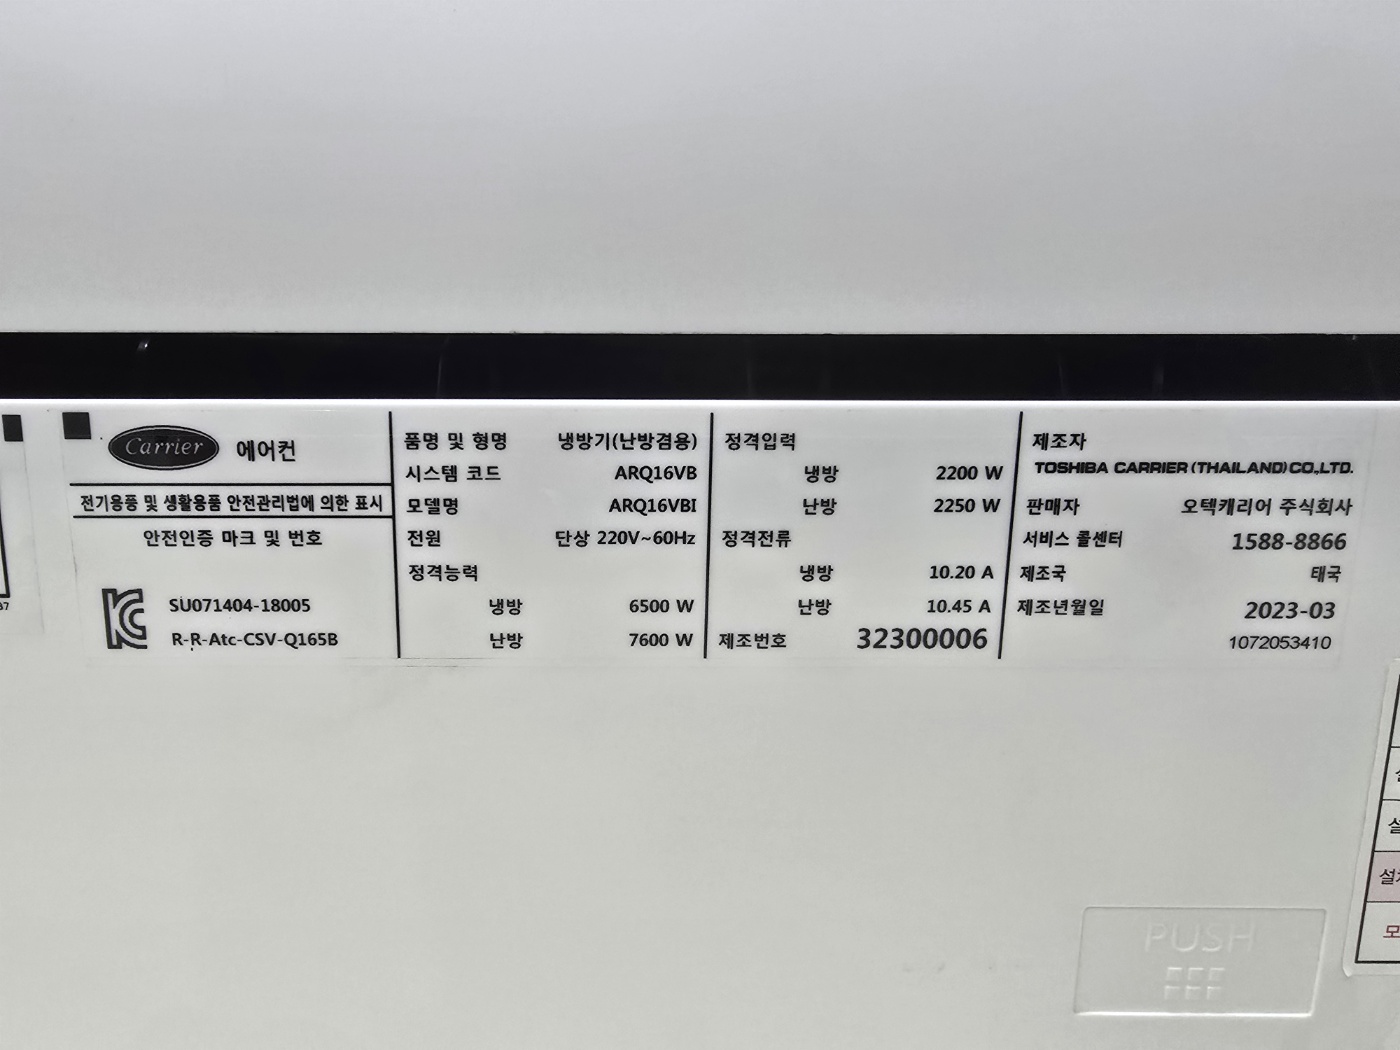 Carrier 에어컨
전기용품 및 생활용품 안전관리법에 의한 표시
안전인증 마크 및 번호
SU071404-18005
R-R-Atc-CSV-Q165B
품명 및 형명 냉방기(난방겸용)
시스템 코드 ARQ16VB
모델명 ARQ16VBI
전원 단상 220V~60Hz
정격능력
냉방 6500 W
난방 7600 W
정격입력
냉방 2200 W
난방 2250 W
정격전류
냉방 10.20 A
난방 10.45 A
제조번호 32300006
제조자
TOSHIBA CARRIER (THAILAND) CO.,LTD.
판매자 오텍캐리어 주식회사
서비스 콜센터 1588-8866
제조국 태국
제조년월일 2023-03
1072053410
PUSH